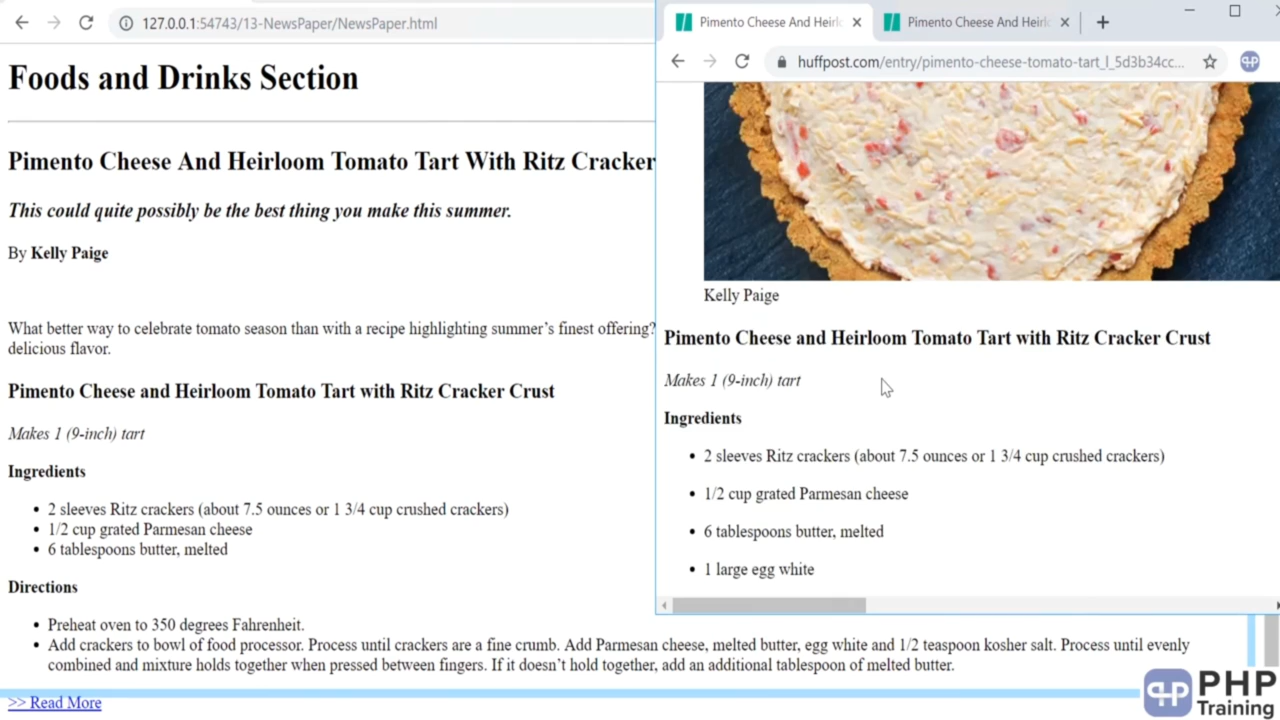 127.0.0.1:54743/13-NewsPaper/NewsPaper.html
Foods and Drinks Section
Pimento Cheese And Heirloom Tomato Tart With Ritz Cracker
This could quite possibly be the best thing you make this summer.
By Kelly Paige
What better way to celebrate tomato season than with a recipe highlighting summer’s finest offering?
delicious flavor.
Pimento Cheese and Heirloom Tomato Tart with Ritz Cracker Crust
Makes 1 (9-inch) tart
Ingredients
• 2 sleeves Ritz crackers (about 7.5 ounces or 1 3/4 cup crushed crackers)
• 1/2 cup grated Parmesan cheese
• 6 tablespoons butter, melted
Directions
• Preheat oven to 350 degrees Fahrenheit.
• Add crackers to bowl of food processor. Process until crackers are a fine crumb. Add Parmesan cheese, melted butter, egg white and 1/2 teaspoon kosher salt. Process until evenly
combined and mixture holds together when pressed between fingers. If it doesn’t hold together, add an additional tablespoon of melted butter.
>> Read More
Pimento Cheese And Heirl
Pimento Cheese And Heirl
huffpost.com/entry/pimento-cheese-tomato-tart_l_5d3b34cc...
Kelly Paige
Pimento Cheese and Heirloom Tomato Tart with Ritz Cracker Crust
Makes 1 (9-inch) tart
Ingredients
• 2 sleeves Ritz crackers (about 7.5 ounces or 1 3/4 cup crushed crackers)
• 1/2 cup grated Parmesan cheese
• 6 tablespoons butter, melted
• 1 large egg white
PHP
Training